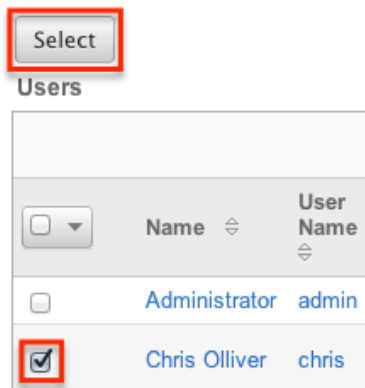 Select
Users
Name User
Name
Administrator admin
Chris Olliver chris